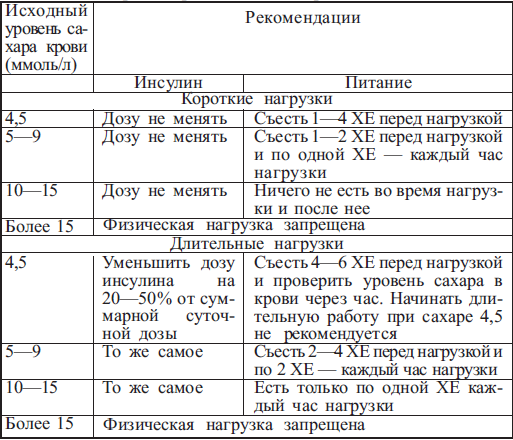 Исходный
уровень са-
хара крови
(ммоль/л)
Рекомендации
Инсулин Питание
Короткие нагрузки
4,5 Дозу не менять Съесть 1—4 ХЕ перед нагрузкой
5—9 Дозу не менять Съесть 1—2 ХЕ перед нагрузкой
и по одной ХЕ — каждый час
нагрузки
10—15 Дозу не менять Ничего не есть во время нагруз-
ки и после нее
Более 15 Физическая нагрузка запрещена
Длительные нагрузки
4,5 Уменьшить дозу Съесть 4—6 ХЕ перед нагрузкой
инсулина на и проверить уровень сахара в
20—50% от сум- крови через час. Начинать дли-
марной суточ- тельную работу при сахаре 4,5
ной дозы не рекомендуется
5—9 То же самое Съесть 2—4 ХЕ перед нагрузкой и
по 2 ХЕ — каждый час нагрузки
10—15 То же самое Есть только по одной ХЕ каж-
дый час нагрузки
Более 15 Физическая нагрузка запрещена